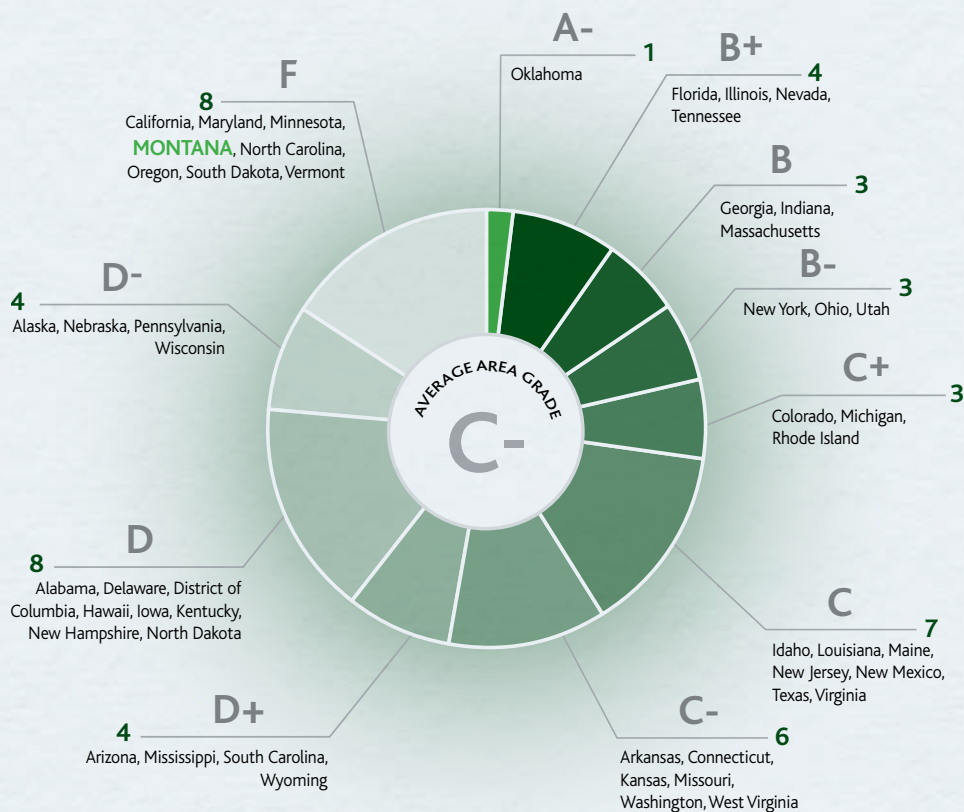 A-
1
Oklahoma
B+
4
Florida, Illinois, Nevada,
Tennessee
B
3
Georgia, Indiana,
Massachusetts
B-
3
New York, Ohio, Utah
C+
3
Colorado, Michigan,
Rhode Island
C
7
Idaho, Louisiana, Maine,
New Jersey, New Mexico,
Texas, Virginia
C-
6
Arkansas, Connecticut,
Kansas, Missouri,
Washington, West Virginia
D+
4
Arizona, Mississippi, South Carolina,
Wyoming
D
8
Alabama, Delaware, District of
Columbia, Hawaii, Iowa, Kentucky,
New Hampshire, North Dakota
D-
4
Alaska, Nebraska, Pennsylvania,
Wisconsin
F
8
California, Maryland, Minnesota,
MONTANA, North Carolina,
Oregon, South Dakota, Vermont
AVERAGE AREA GRADE
C-